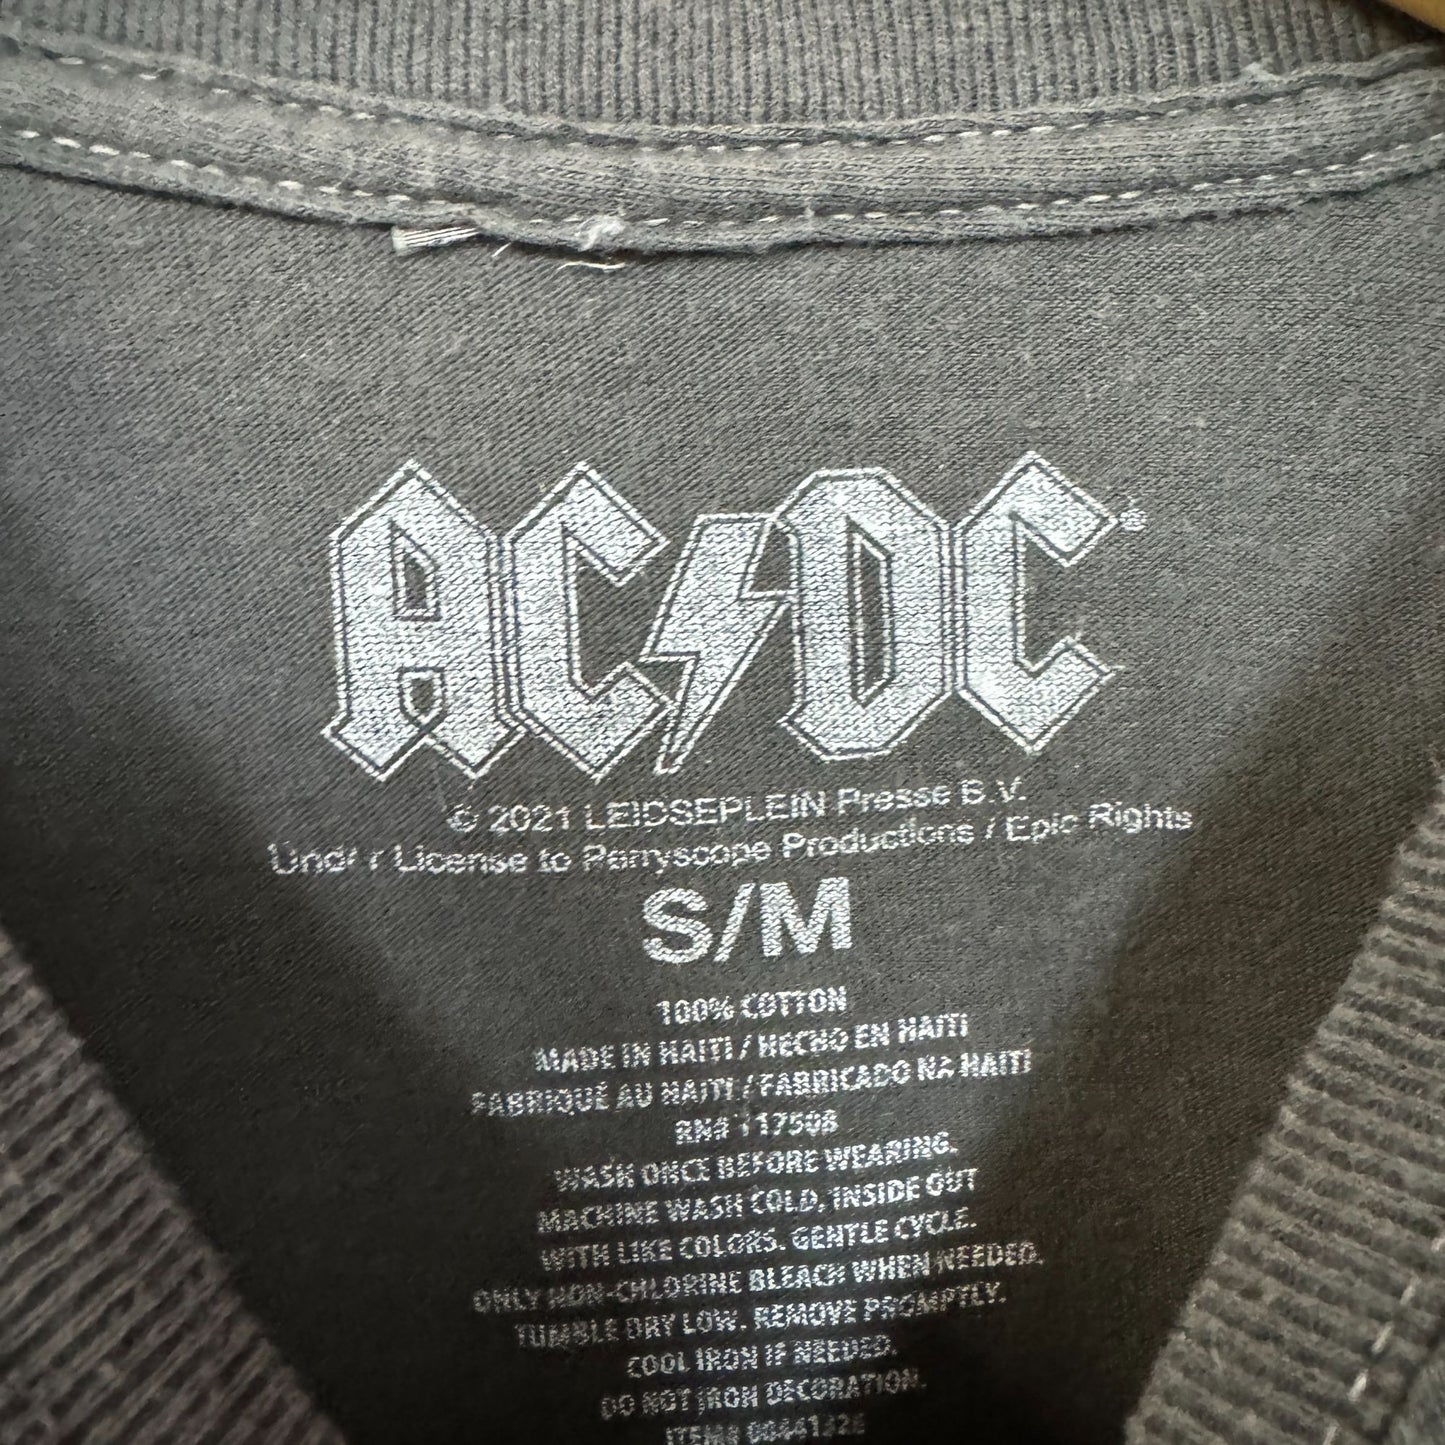 AC⚡DC®
© 2021 LEIDSEPLEIN Presse B.V.
Under License to Perryscope Productions / Epic Rights
S/M
100% COTTON
MADE IN HAITI / HECHO EN HAITI
FABRIQUÉ AU HAITI / FABRICADO NA HAITI
RN# 117508
WASH ONCE BEFORE WEARING.
MACHINE WASH COLD, INSIDE OUT
WITH LIKE COLORS. GENTLE CYCLE.
ONLY NON-CHLORINE BLEACH WHEN NEEDED.
TUMBLE DRY LOW. REMOVE PROMPTLY.
COOL IRON IF NEEDED.
DO NOT IRON DECORATION.
ITEM#